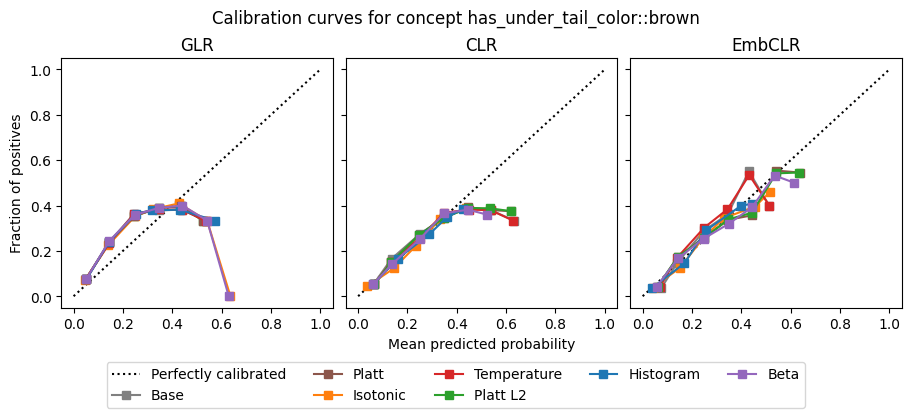 Calibration curves for concept has_under_tail_color::brown
GLR
CLR
EmbCLR
Fraction of positives
1.0
0.8
0.6
0.4
0.2
0.0
0.0 0.2 0.4 0.6 0.8 1.0
0.0 0.2 0.4 0.6 0.8 1.0
0.0 0.2 0.4 0.6 0.8 1.0
Mean predicted probability
Perfectly calibrated
Base
Platt
Isotonic
Temperature
Platt L2
Histogram
Beta